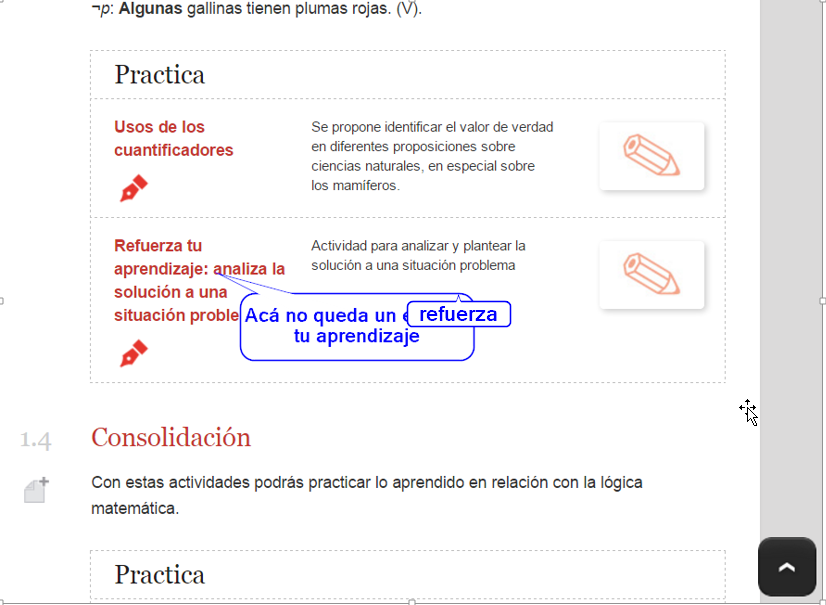 ¬p: Algunas gallinas tienen plumas rojas. (V).
Practica
Usos de los
cuantificadores
Se propone identificar el valor de verdad
en diferentes proposiciones sobre
ciencias naturales, en especial sobre
los mamíferos.
Refuerza tu
aprendizaje: analiza la
solución a una
situación
Actividad para analizar y plantear la
solución a una situación problema
Acá no queda un
refuerza
tu aprendizaje
1.4 Consolidación
Con estas actividades podrás practicar lo aprendido en relación con la lógica
matemática.
Practica